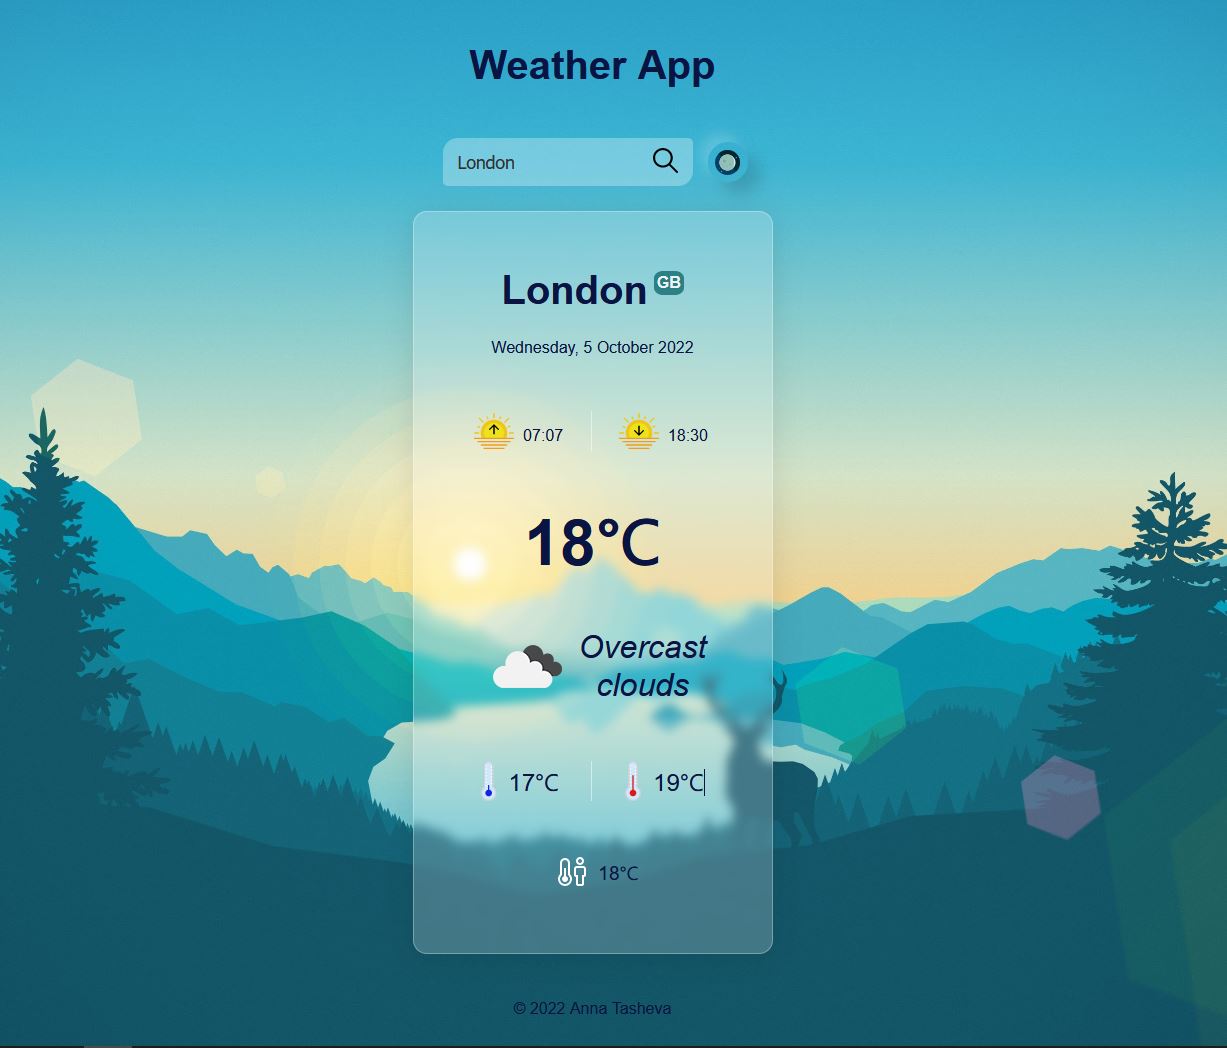 Weather App
London
London GB
Wednesday, 5 October 2022
07:07 18:30
18°C
Overcast
clouds
17°C 19°C
18°C
© 2022 Anna Tasheva